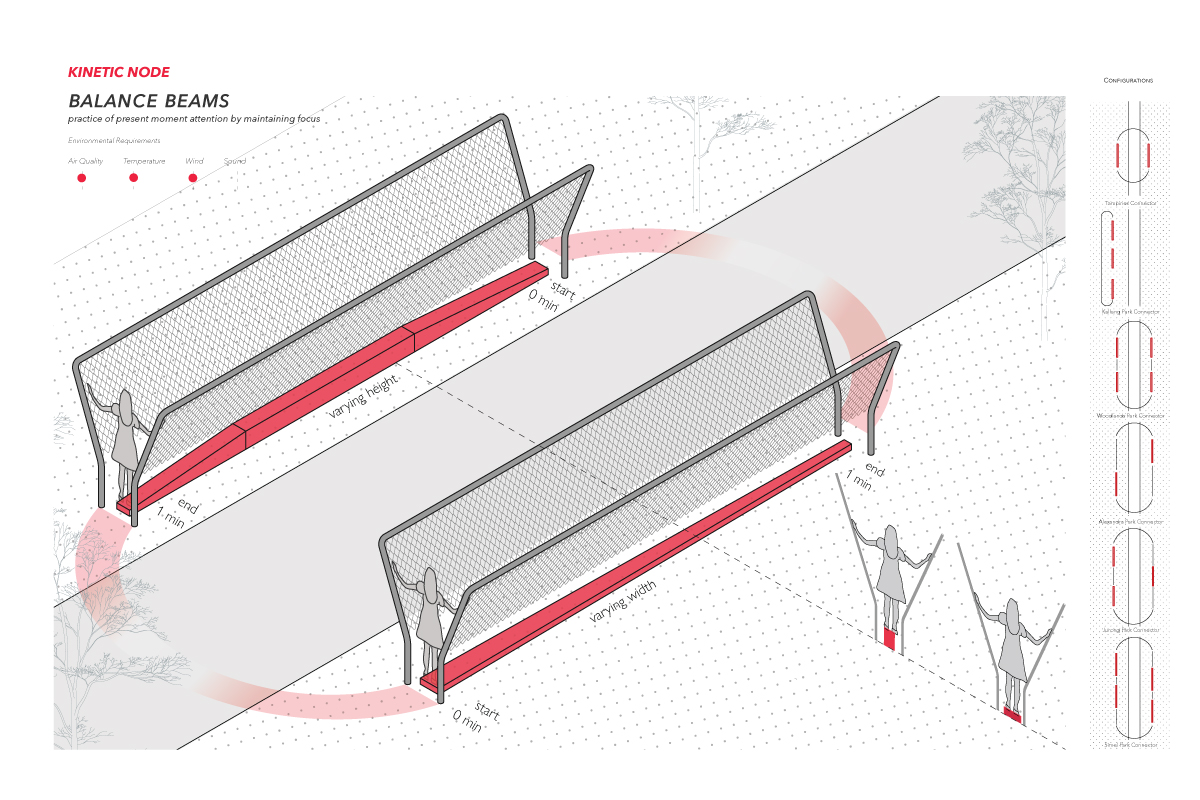 KINETIC NODE
BALANCE BEAMS
practice of present moment attention by maintaining focus
Environmental Requirements
Air Quality Temperature Wind Sound
start
0 min
varying height
end
1 min
end
1 min
varying width
start
0 min
CONFIGURATIONS
Tampines Connector
Kallang Park Connector
Woodlands Park Connector
Alexandra Park Connector
Jurong Park Connector
Simei Park Connector